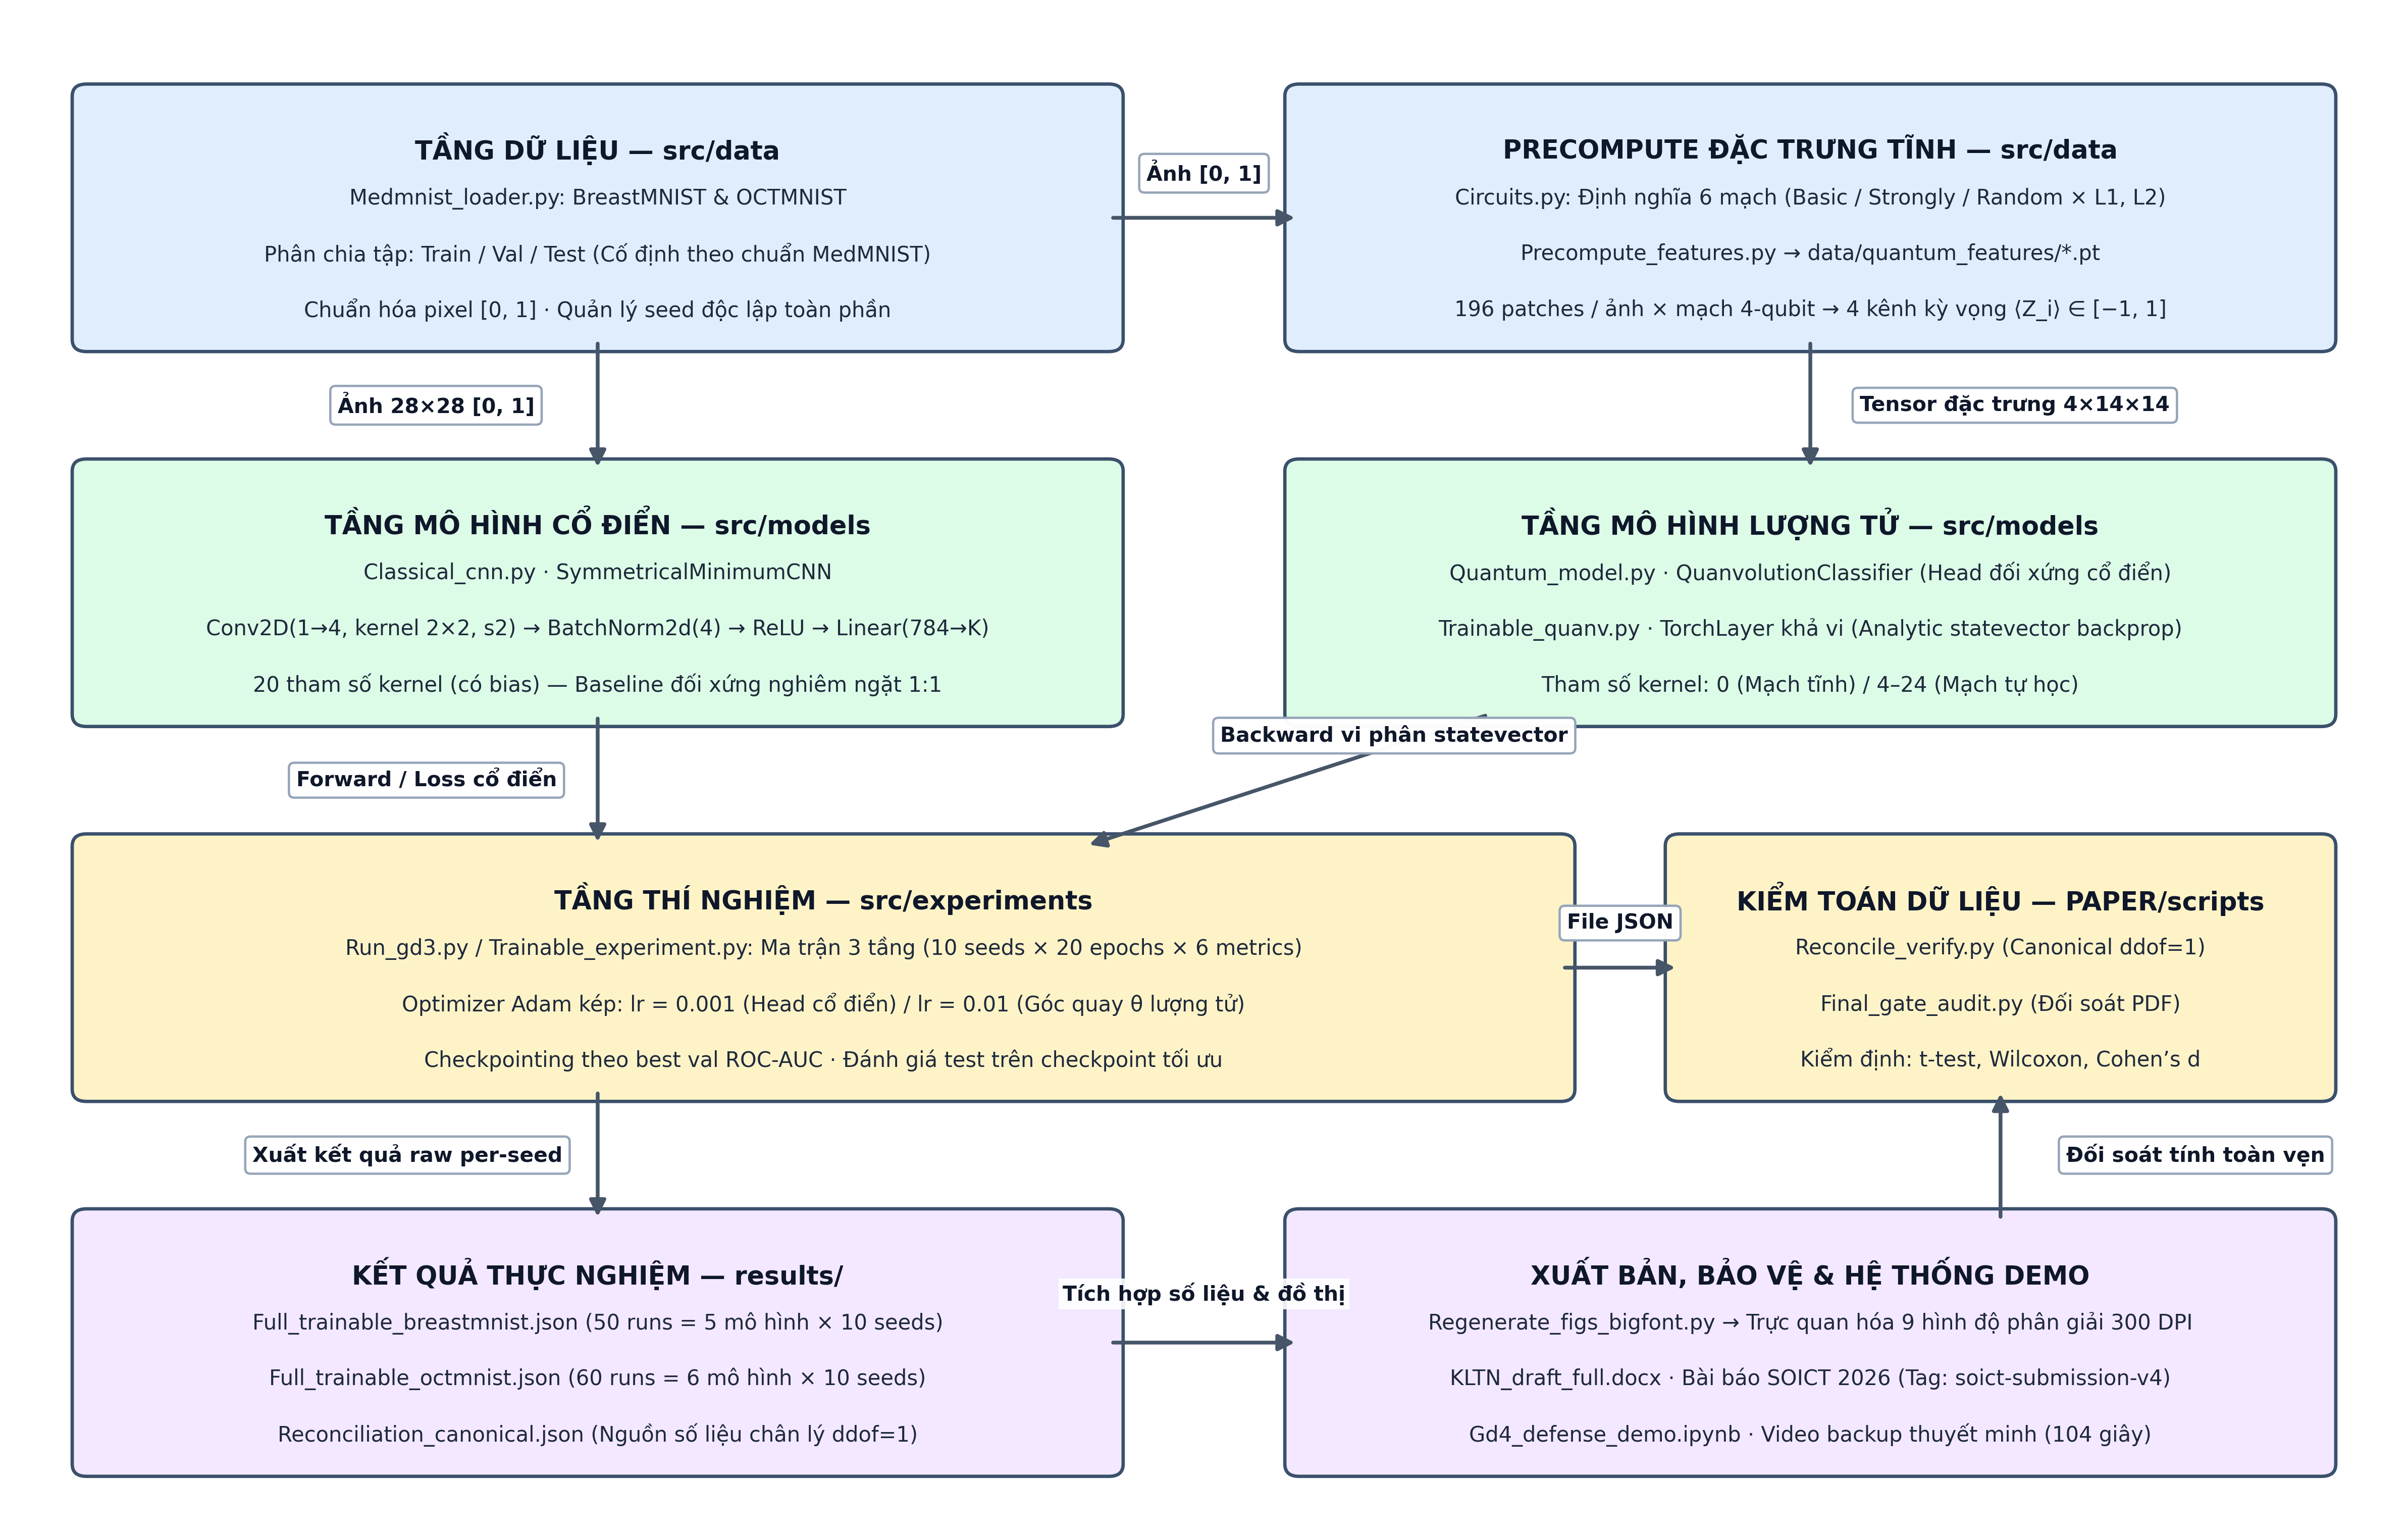 TẦNG DỮ LIỆU — src/data
Medmnist_loader.py: BreastMNIST & OCTMNIST
Phân chia tập: Train / Val / Test (Cố định theo chuẩn MedMNIST)
Chuẩn hóa pixel [0, 1] · Quản lý seed độc lập toàn phần
Ảnh [0, 1]
PRECOMPUTE ĐẶC TRƯNG TĨNH — src/data
Circuits.py: Định nghĩa 6 mạch (Basic / Strongly / Random × L1, L2)
Precompute_features.py → data/quantum_features/*.pt
196 patches / ảnh × mạch 4-qubit → 4 kênh kỳ vọng ⟨Z_i⟩ ∈ [−1, 1]
Ảnh 28×28 [0, 1]
Tensor đặc trưng 4×14×14
TẦNG MÔ HÌNH CỔ ĐIỂN — src/models
Classical_cnn.py · SymmetricalMinimumCNN
Conv2D(1→4, kernel 2×2, s2) → BatchNorm2d(4) → ReLU → Linear(784→K)
20 tham số kernel (có bias) — Baseline đối xứng nghiêm ngặt 1:1
TẦNG MÔ HÌNH LƯỢNG TỬ — src/models
Quantum_model.py · QuanvolutionClassifier (Head đối xứng cổ điển)
Trainable_quanv.py · TorchLayer khả vi (Analytic statevector backprop)
Tham số kernel: 0 (Mạch tĩnh) / 4–24 (Mạch tự học)
Forward / Loss cổ điển
Backward vi phân statevector
TẦNG THÍ NGHIỆM — src/experiments
Run_gd3.py / Trainable_experiment.py: Ma trận 3 tầng (10 seeds × 20 epochs × 6 metrics)
Optimizer Adam kép: lr = 0.001 (Head cổ điển) / lr = 0.01 (Góc quay θ lượng tử)
Checkpointing theo best val ROC-AUC · Đánh giá test trên checkpoint tối ưu
File JSON
KIỂM TOÁN DỮ LIỆU — PAPER/scripts
Reconcile_verify.py (Canonical ddof=1)
Final_gate_audit.py (Đối soát PDF)
Kiểm định: t-test, Wilcoxon, Cohen’s d
Xuất kết quả raw per-seed
Đối soát tính toàn vẹn
KẾT QUẢ THỰC NGHIỆM — results/
Full_trainable_breastmnist.json (50 runs = 5 mô hình × 10 seeds)
Full_trainable_octmnist.json (60 runs = 6 mô hình × 10 seeds)
Reconciliation_canonical.json (Nguồn số liệu chân lý ddof=1)
Tích hợp số liệu & đồ thị
XUẤT BẢN, BẢO VỆ & HỆ THỐNG DEMO
Regenerate_figs_bigfont.py → Trực quan hóa 9 hình độ phân giải 300 DPI
KLTN_draft_full.docx · Bài báo SOICT 2026 (Tag: soict-submission-v4)
Gd4_defense_demo.ipynb · Video backup thuyết minh (104 giây)